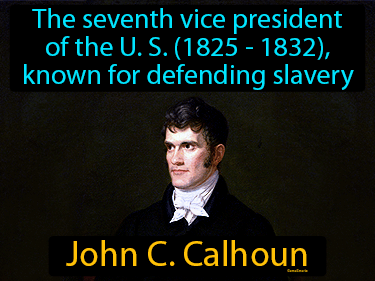 The seventh vice president
of the U. S. (1825 - 1832),
known for defending slavery
John C. Calhoun